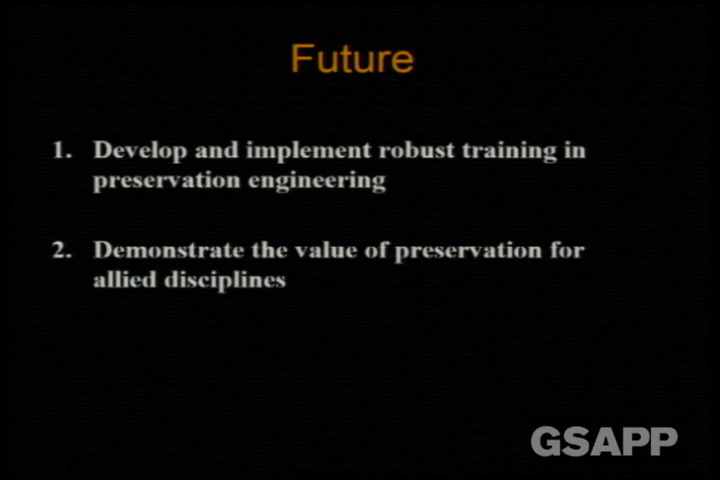 Future
1. Develop and implement robust training in
preservation engineering
2. Demonstrate the value of preservation for
allied disciplines
GSAPP